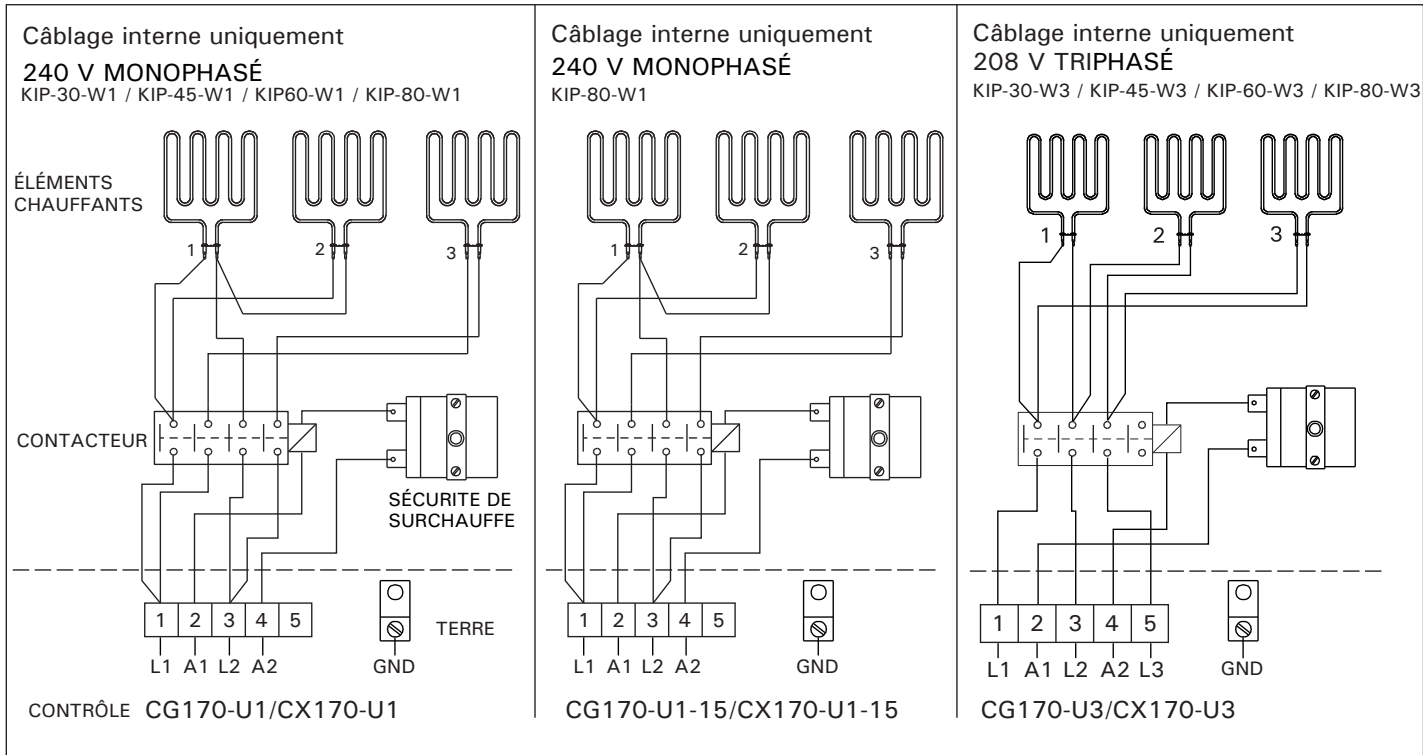 Câblage interne uniquement
240 V MONOPHASÉ
KIP-30-W1 / KIP-45-W1 / KIP60-W1 / KIP-80-W1
ÉLÉMENTS
CHAUFFANTS
1
2
3
CONTACTEUR
SÉCURITE DE
SURCHAUFFE
1 2 3 4 5
TERRE
L1 A1 L2 A2
GND
CONTRÔLE CG170-U1/CX170-U1
Câblage interne uniquement
240 V MONOPHASÉ
KIP-80-W1
1
2
3
1 2 3 4 5
L1 A1 L2 A2
GND
CG170-U1-15/CX170-U1-15
Câblage interne uniquement
208 V TRIPHASÉ
KIP-30-W3 / KIP-45-W3 / KIP-60-W3 / KIP-80-W3
1
2
3
1 2 3 4 5
L1 A1 L2 A2 L3
GND
CG170-U3/CX170-U3